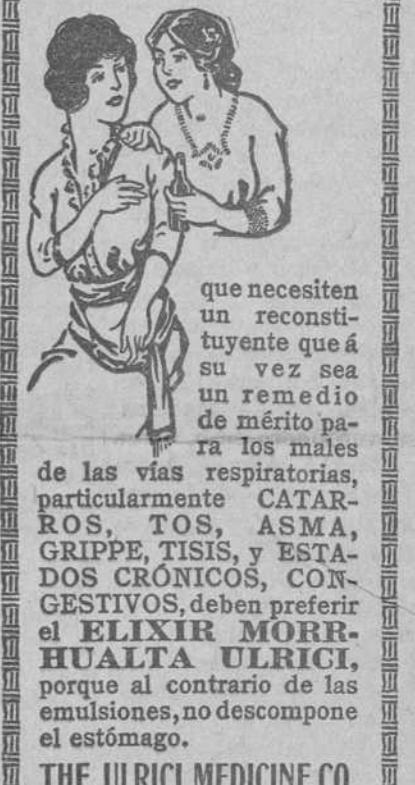 que necesiten
un reconsti-
tuyente que á
su vez sea
un remedio
de mérito pa-
ra los males
de las vías respiratorias,
particularmente CATAR-
ROS, TOS, ASMA,
GRIPPE, TISIS, y ESTA-
DOS CRÓNICOS, CON-
GESTIVOS, deben preferir
el ELIXIR MORR-
HUALTA ULRICI,
porque al contrario de las
emulsiones, no descompone
el estómago.
THE ULRICI MEDICINE CO